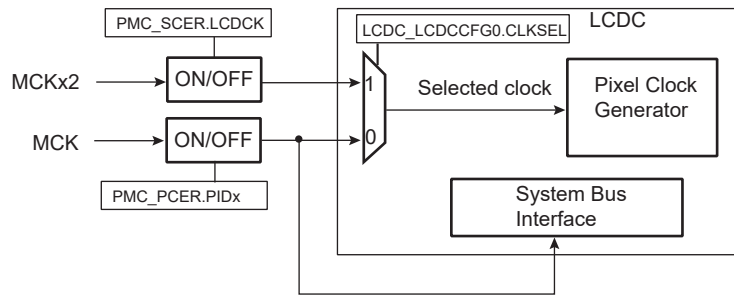 PMC_SCER.LCDCK
LCDC_LCDCCFG0.CLKSEL
LCDC
MCKx2
ON/OFF
1
Selected clock
Pixel Clock
Generator
MCK
ON/OFF
0
PMC_PCER.PIDx
System Bus
Interface